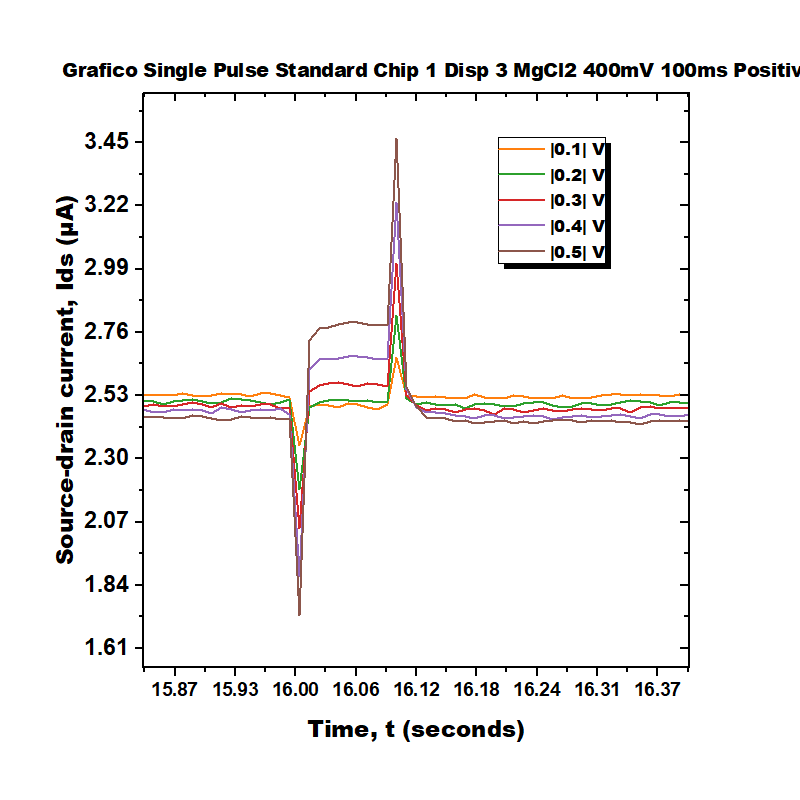 Grafico Single Pulse Standard Chip 1 Disp 3 MgCl2 400mV 100ms Positiv
|0.1| V
|0.2| V
|0.3| V
|0.4| V
|0.5| V
3.45
3.22
2.99
2.76
2.53
2.30
2.07
1.84
1.61
Source-drain current, Ids (µA)
15.87 15.93 16.00 16.06 16.12 16.18 16.24 16.31 16.37
Time, t (seconds)